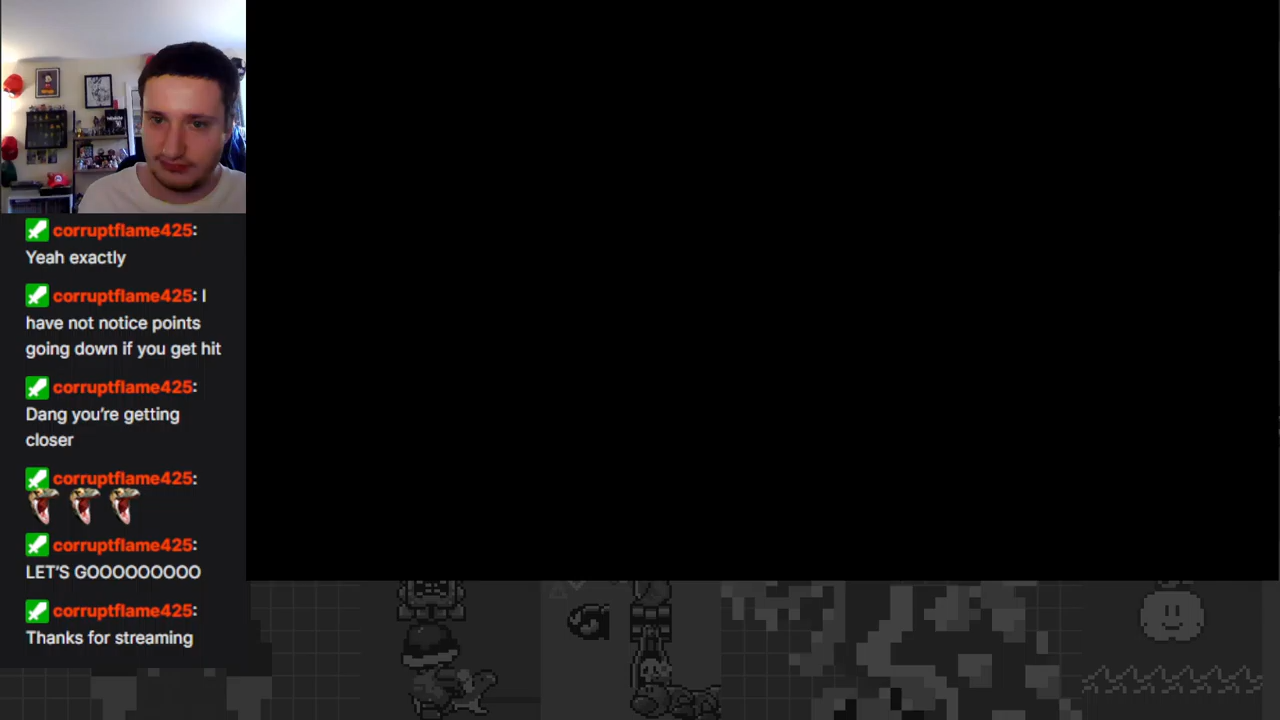 corruptflame425:
Yeah exactly
corruptflame425: I
have not notice points
going down if you get hit
corruptflame425:
Dang you’re getting
closer
corruptflame425:
corruptflame425:
LET’S GOOOOOOOOO
corruptflame425:
Thanks for streaming